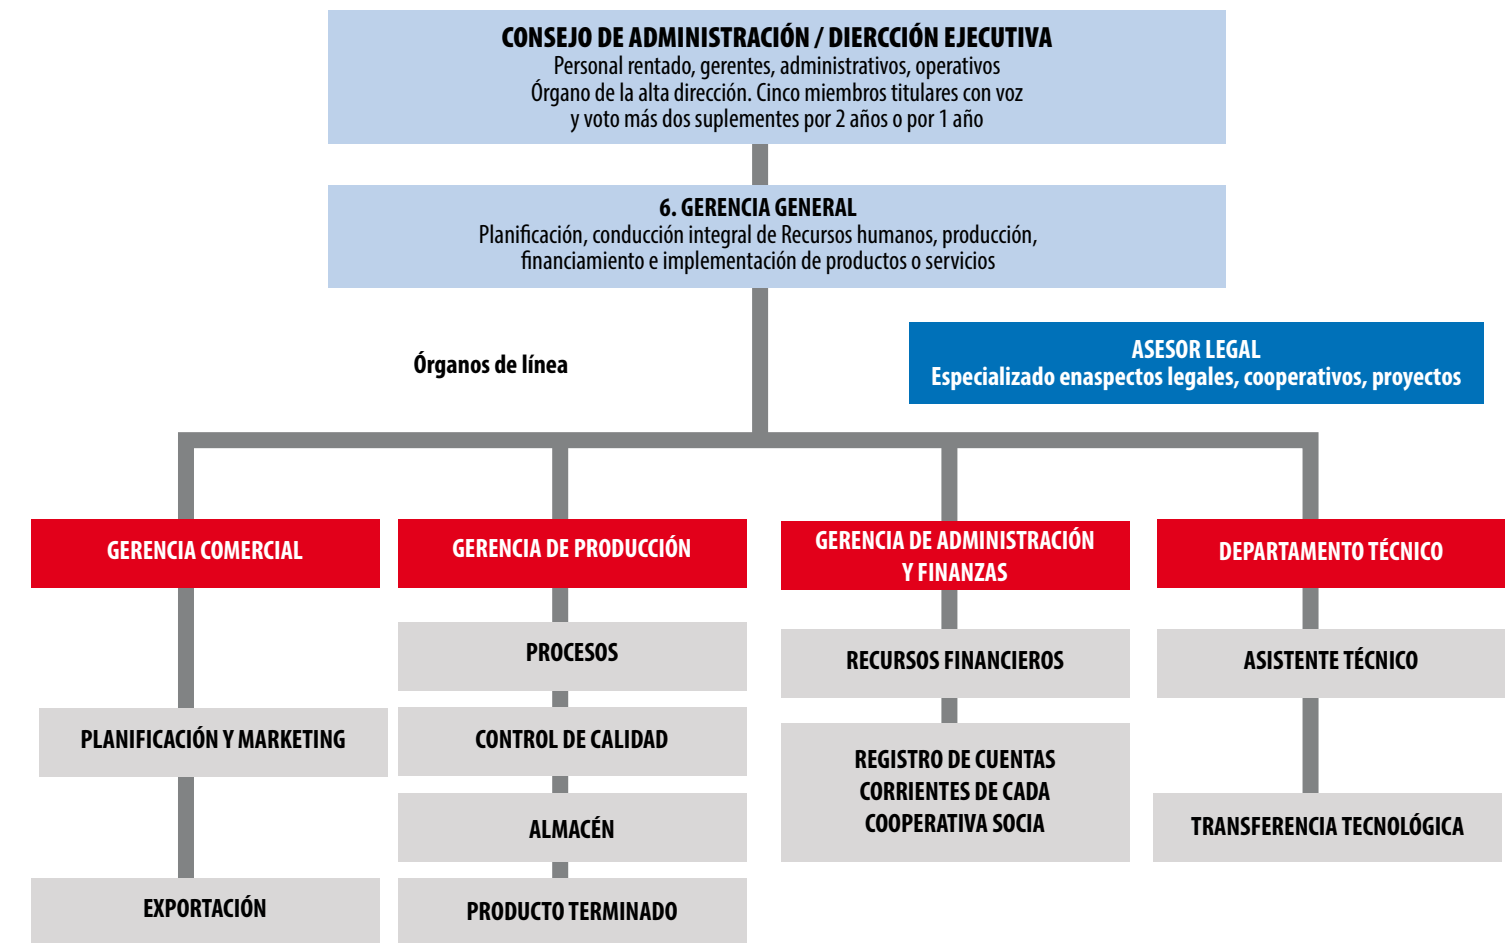 CONSEJO DE ADMINISTRACIÓN / DIERCCIÓN EJECUTIVA
Personal rentado, gerentes, administrativos, operativos
Órgano de la alta dirección. Cinco miembros titulares con voz
y voto más dos suplementes por 2 años o por 1 año
6. GERENCIA GENERAL
Planificación, conducción integral de Recursos humanos, producción,
financiamiento e implementación de productos o servicios
Órganos de línea
ASESOR LEGAL
Especializado enaspectos legales, cooperativos, proyectos
GERENCIA COMERCIAL
PLANIFICACIÓN Y MARKETING
EXPORTACIÓN
GERENCIA DE PRODUCCIÓN
PROCESOS
CONTROL DE CALIDAD
ALMACÉN
PRODUCTO TERMINADO
GERENCIA DE ADMINISTRACIÓN
Y FINANZAS
RECURSOS FINANCIEROS
REGISTRO DE CUENTAS
CORRIENTES DE CADA
COOPERATIVA SOCIA
DEPARTAMENTO TÉCNICO
ASISTENTE TÉCNICO
TRANSFERENCIA TECNOLÓGICA